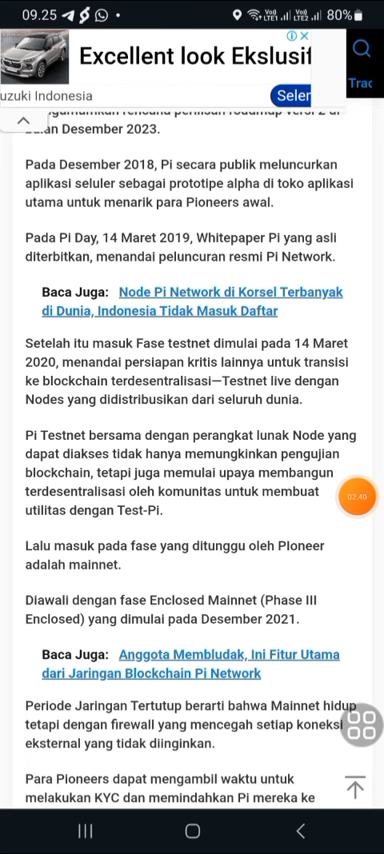 09.25
Vo)) LTE1 Vo)) LTE2 80%
Excellent look Ekslusif
uzuki Indonesia
Seler
Trac
bulan Desember 2023.
Pada Desember 2018, Pi secara publik meluncurkan
aplikasi seluler sebagai prototipe alpha di toko aplikasi
utama untuk menarik para Pioneers awal.
Pada Pi Day, 14 Maret 2019, Whitepaper Pi yang asli
diterbitkan, menandai peluncuran resmi Pi Network.
Baca Juga: Node Pi Network di Korsel Terbanyak
di Dunia, Indonesia Tidak Masuk Daftar
Setelah itu masuk Fase testnet dimulai pada 14 Maret
2020, menandai persiapan kritis lainnya untuk transisi
ke blockchain terdesentralisasi—Testnet live dengan
Nodes yang didistribusikan dari seluruh dunia.
Pi Testnet bersama dengan perangkat lunak Node yang
dapat diakses tidak hanya memungkinkan pengujian
blockchain, tetapi juga memulai upaya membangun
terdesentralisasi oleh komunitas untuk membuat
utilitas dengan Test-Pi.
02:40
Lalu masuk pada fase yang ditunggu oleh PIoneer
adalah mainnet.
Diawali dengan fase Enclosed Mainnet (Phase III
Enclosed) yang dimulai pada Desember 2021.
Baca Juga: Anggota Membludak, Ini Fitur Utama
dari Jaringan Blockchain Pi Network
Periode Jaringan Tertutup berarti bahwa Mainnet hidup
tetapi dengan firewall yang mencegah setiap koneksi
eksternal yang tidak diinginkan.
Para Pioneers dapat mengambil waktu untuk
melakukan KYC dan memindahkan Pi mereka ke